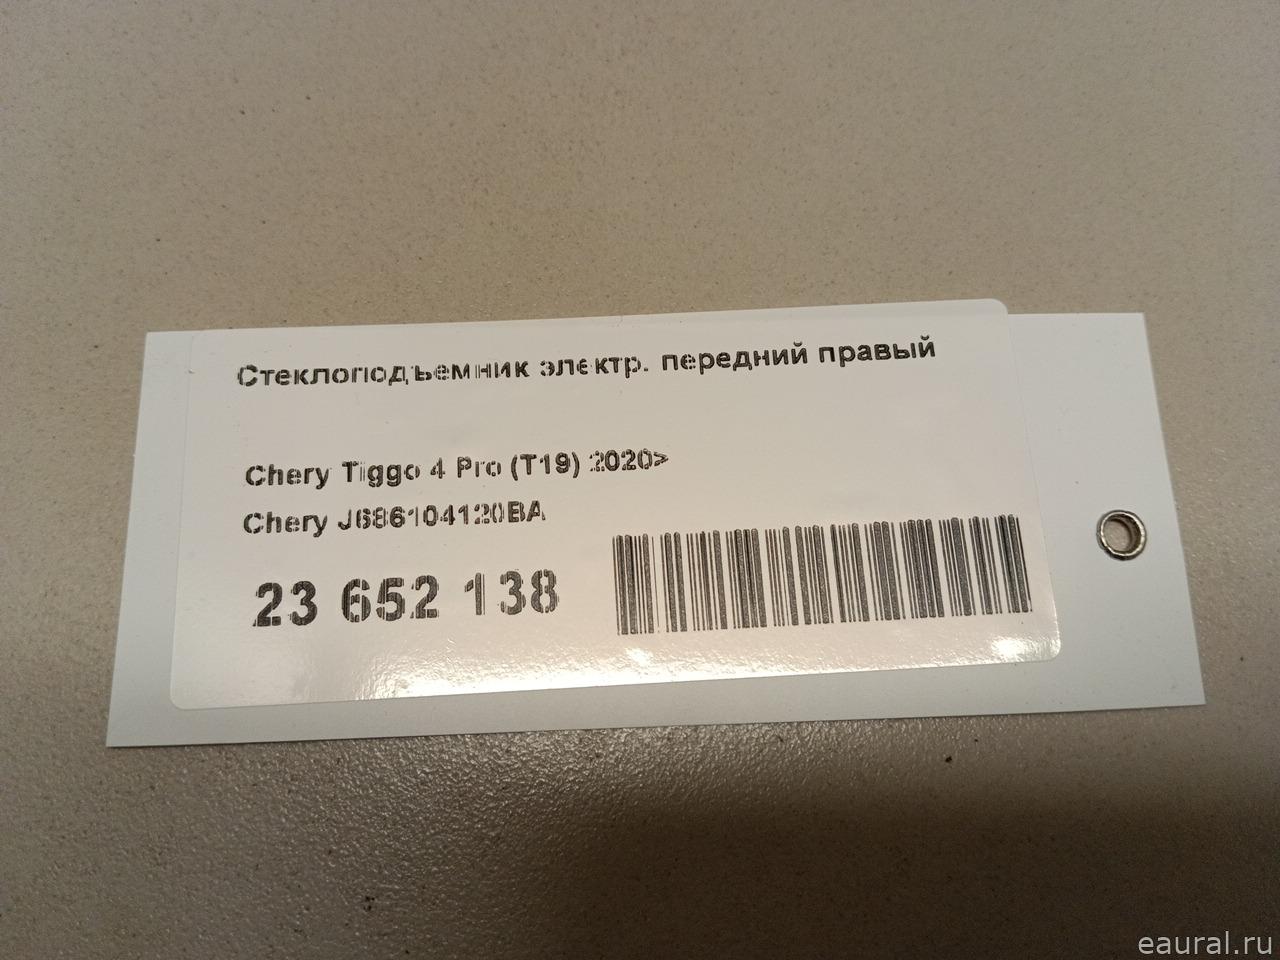 Стеклоподъемник электр. передний правый
Chery Tiggo 4 Pro (T19) 2020>
Chery J686104120BA
23 652 138
eaural.ru